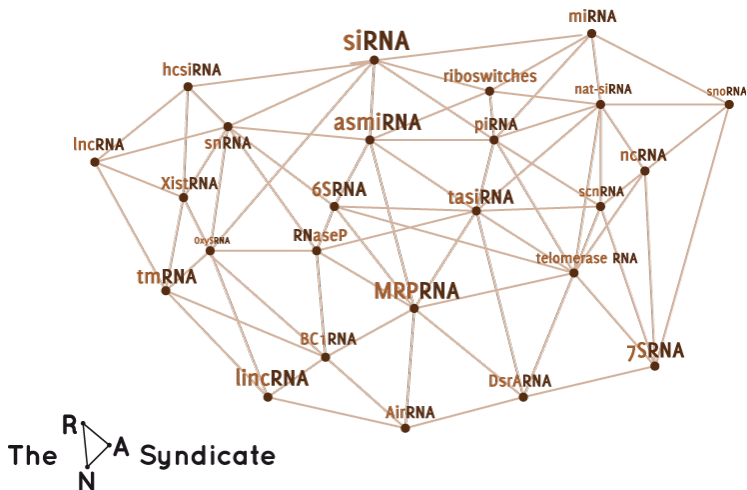 miRNA
siRNA
hcsiRNA
riboswitches
nat-siRNA
snoRNA
asmiRNA
piRNA
lncRNA
snRNA
ncRNA
XistRNA
6SRNA
tasiRNA
scnRNA
OxySRNA
RNaseP
telomerase RNA
tmRNA
MRPRNA
BC1RNA
7SRNA
lincRNA
DsrARNA
AirRNA
R
The A Syndicate
N